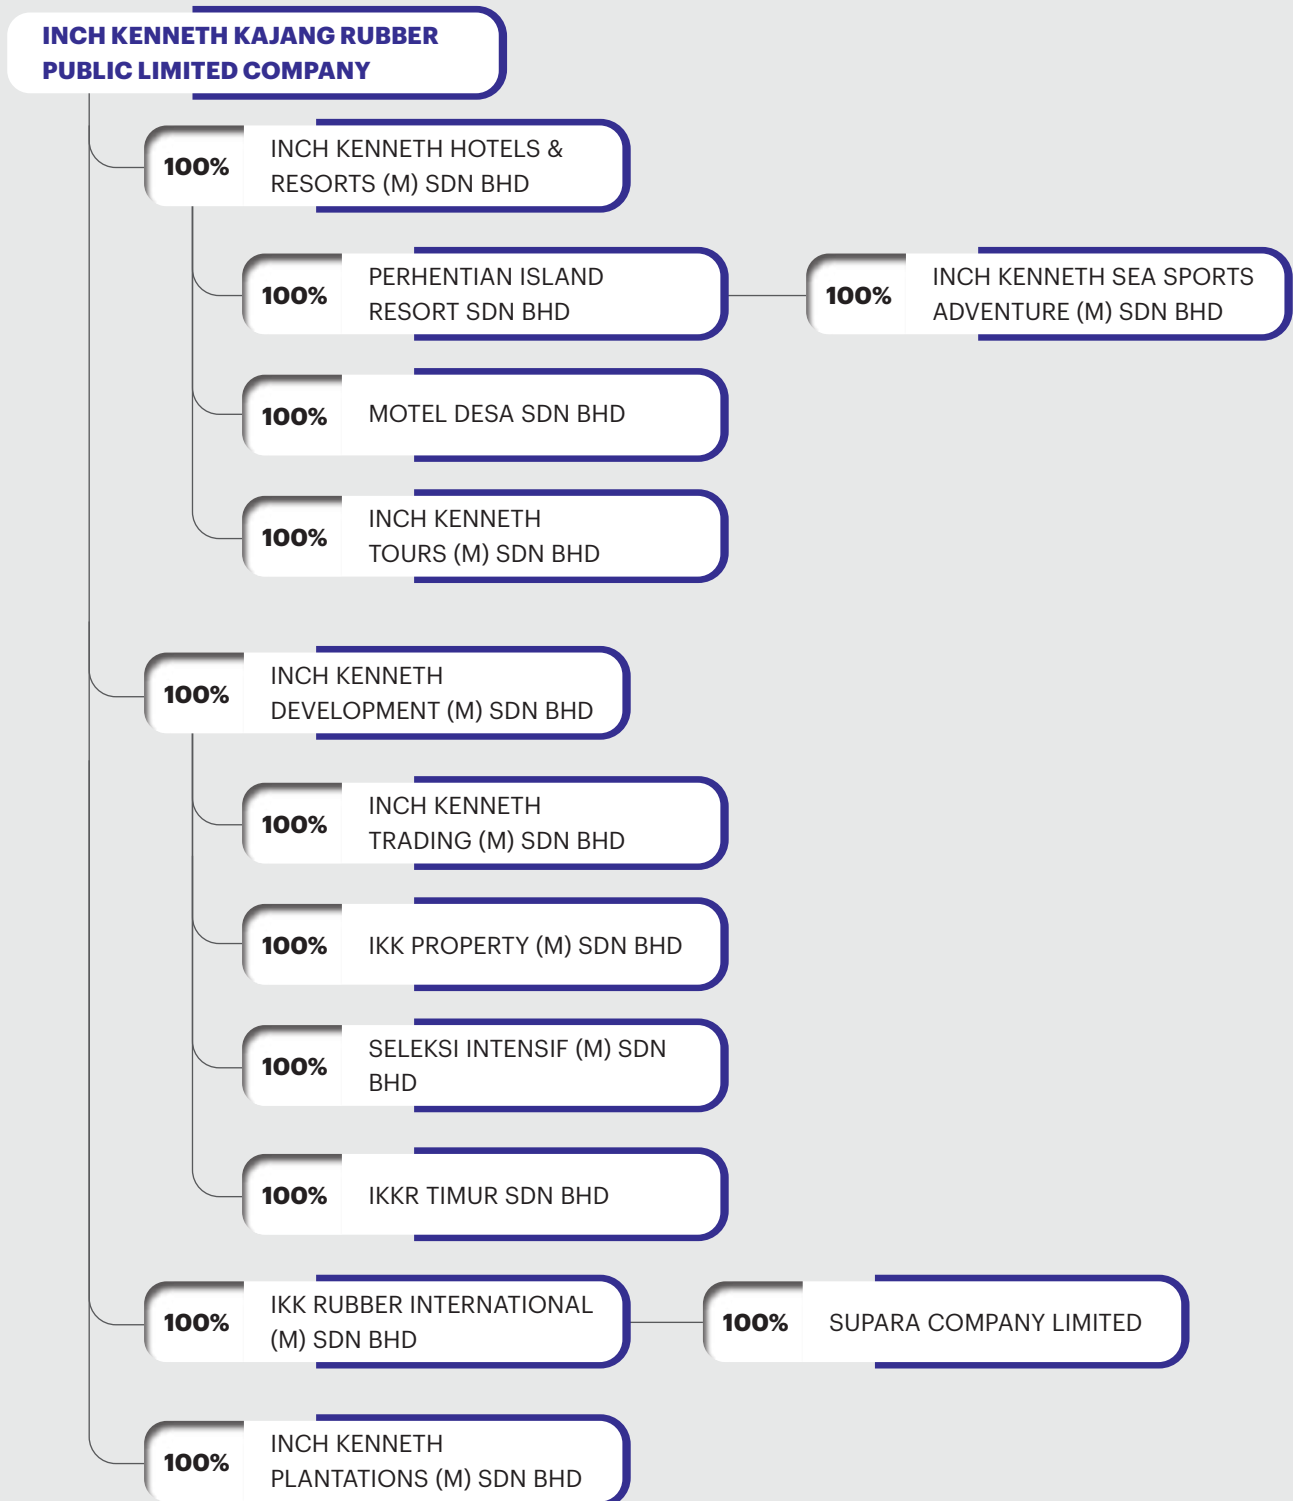 INCH KENNETH KAJANG RUBBER
PUBLIC LIMITED COMPANY
100%
INCH KENNETH HOTELS &
RESORTS (M) SDN BHD
100%
PERHENTIAN ISLAND
RESORT SDN BHD
100%
INCH KENNETH SEA SPORTS
ADVENTURE (M) SDN BHD
100%
MOTEL DESA SDN BHD
100%
INCH KENNETH
TOURS (M) SDN BHD
100%
INCH KENNETH
DEVELOPMENT (M) SDN BHD
100%
INCH KENNETH
TRADING (M) SDN BHD
100%
IKK PROPERTY (M) SDN BHD
100%
SELEKSI INTENSIF (M) SDN
BHD
100%
IKKR TIMUR SDN BHD
100%
IKK RUBBER INTERNATIONAL
(M) SDN BHD
100%
SUPARA COMPANY LIMITED
100%
INCH KENNETH
PLANTATIONS (M) SDN BHD